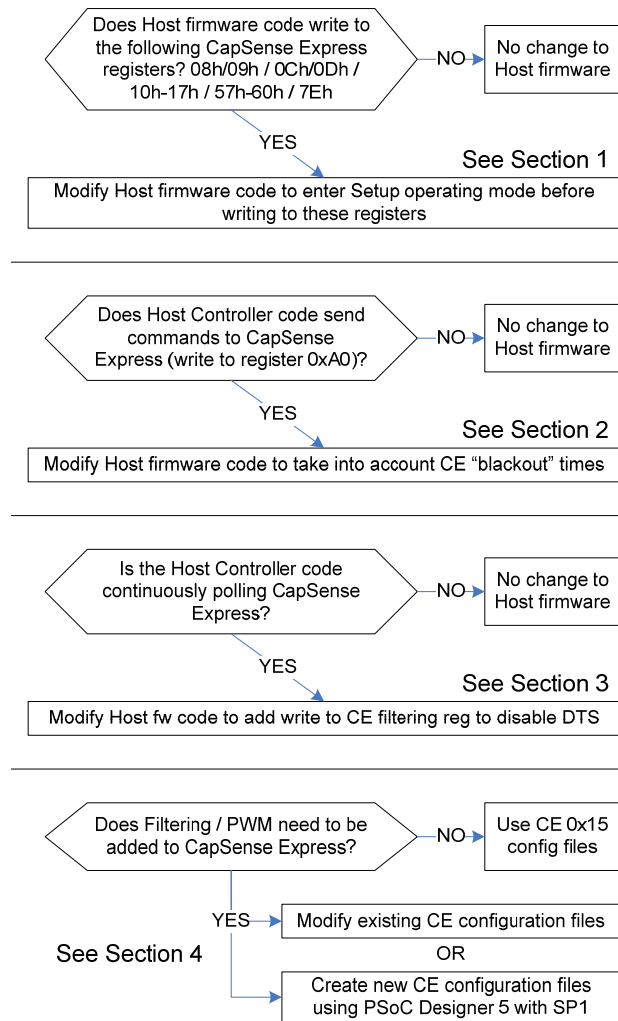 Does Host firmware code write to
the following CapSense Express
registers? 08h/09h / 0Ch/0Dh /
10h-17h / 57h-60h / 7Eh
NO
No change to
Host firmware
YES
See Section 1
Modify Host firmware code to enter Setup operating mode before
writing to these registers
Does Host Controller code send
commands to CapSense
Express (write to register 0xA0)?
NO
No change to
Host firmware
YES
See Section 2
Modify Host firmware code to take into account CE “blackout” times
Is the Host Controller code
continuously polling CapSense
Express?
NO
No change to
Host firmware
YES
See Section 3
Modify Host fw code to add write to CE filtering reg to disable DTS
Does Filtering / PWM need to be
added to CapSense Express?
NO
Use CE 0x15
config files
YES
Modify existing CE configuration files
See Section 4
OR
Create new CE configuration files
using PSoC Designer 5 with SP1